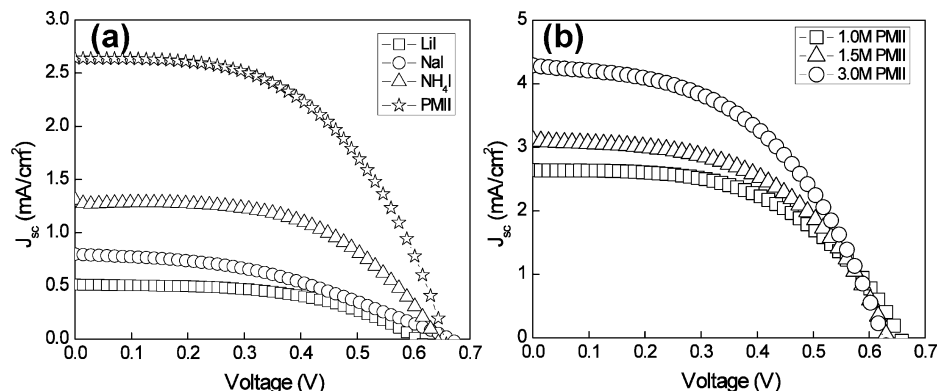 (a)
LiI
NaI
NH4I
PMII
3.0
2.5
2.0
1.5
1.0
0.5
0.0
Jsc (mA/cm2)
0.0 0.1 0.2 0.3 0.4 0.5 0.6 0.7
Voltage (V)
(b)
1.0M PMII
1.5M PMII
3.0M PMII
5
4
3
2
1
0
Jsc (mA/cm2)
0.0 0.1 0.2 0.3 0.4 0.5 0.6 0.7
Voltage (V)